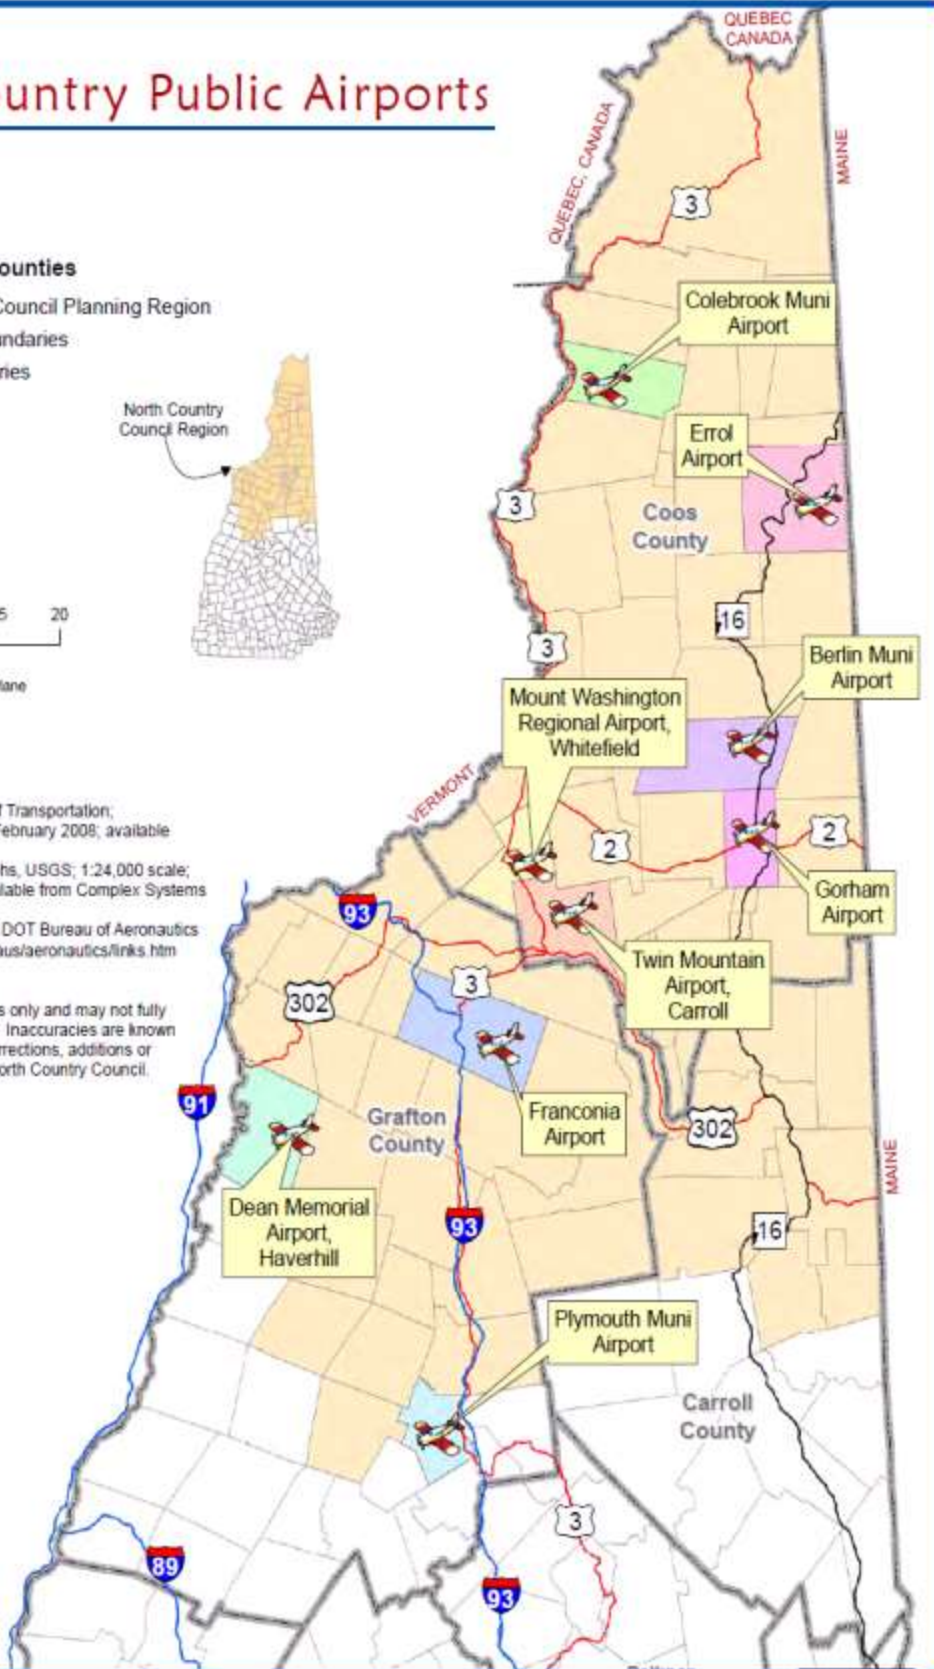 QUEBEC
CANADA
untry Public Airports
QUEBEC, CANADA
MAINE
3
ounties
Council Planning Region
undaries
ries
Colebrook Muni
Airport
North Country
Council Region
Errol
Airport
3
Coos
County
5 20
16
3
Berlin Muni
Airport
lane
Mount Washington
Regional Airport,
Whitefield
VERMONT
f Transportation;
February 2008; available
2
2
hs, USGS; 1:24,000 scale;
ilable from Complex Systems
Gorham
Airport
93
DOT Bureau of Aeronautics
aus/aeronautics/links.htm
Twin Mountain
Airport,
Carroll
3
302
s only and may not fully
Inaccuracies are known
rrections, additions or
orth Country Council.
91
Franconia
Airport
Grafton
County
302
MAINE
Dean Memorial
Airport,
Haverhill
93
16
Plymouth Muni
Airport
Carroll
County
3
89
93